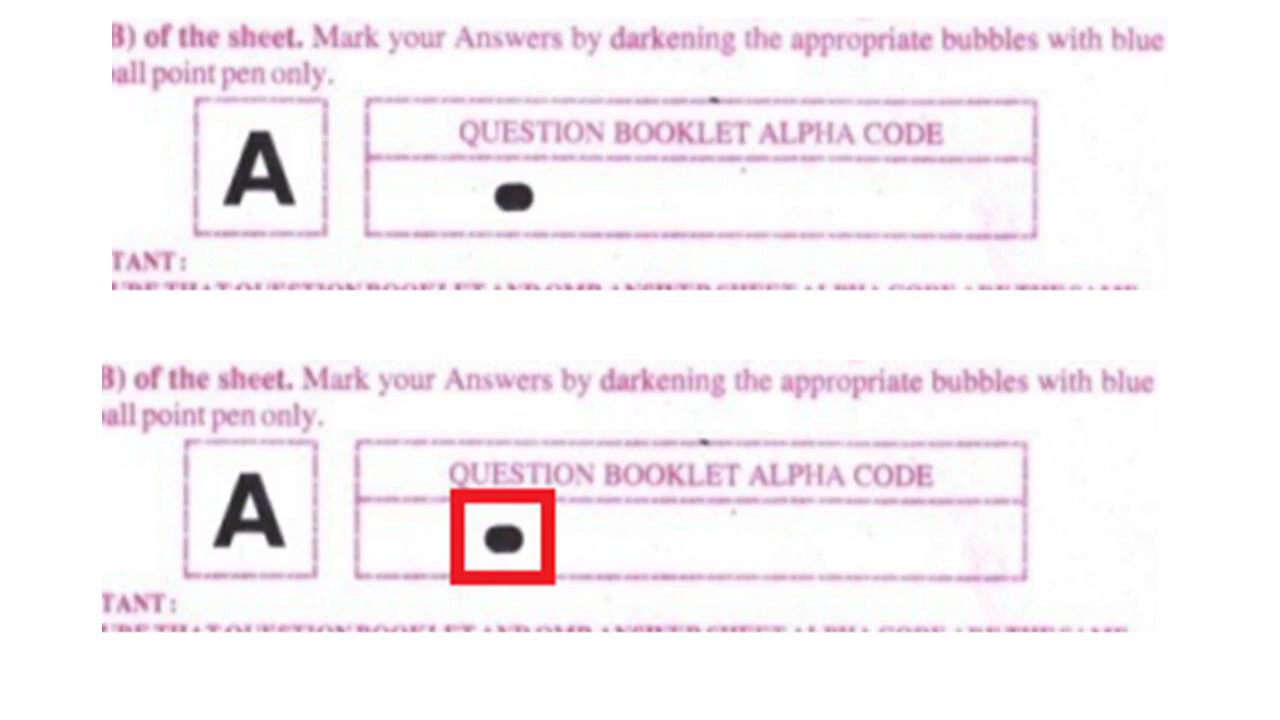 B) of the sheet. Mark your Answers by darkening the appropriate bubbles with blue
all point pen only.
A
QUESTION BOOKLET ALPHA CODE
TANT :
B) of the sheet. Mark your Answers by darkening the appropriate bubbles with blue
all point pen only.
A
QUESTION BOOKLET ALPHA CODE
TANT :